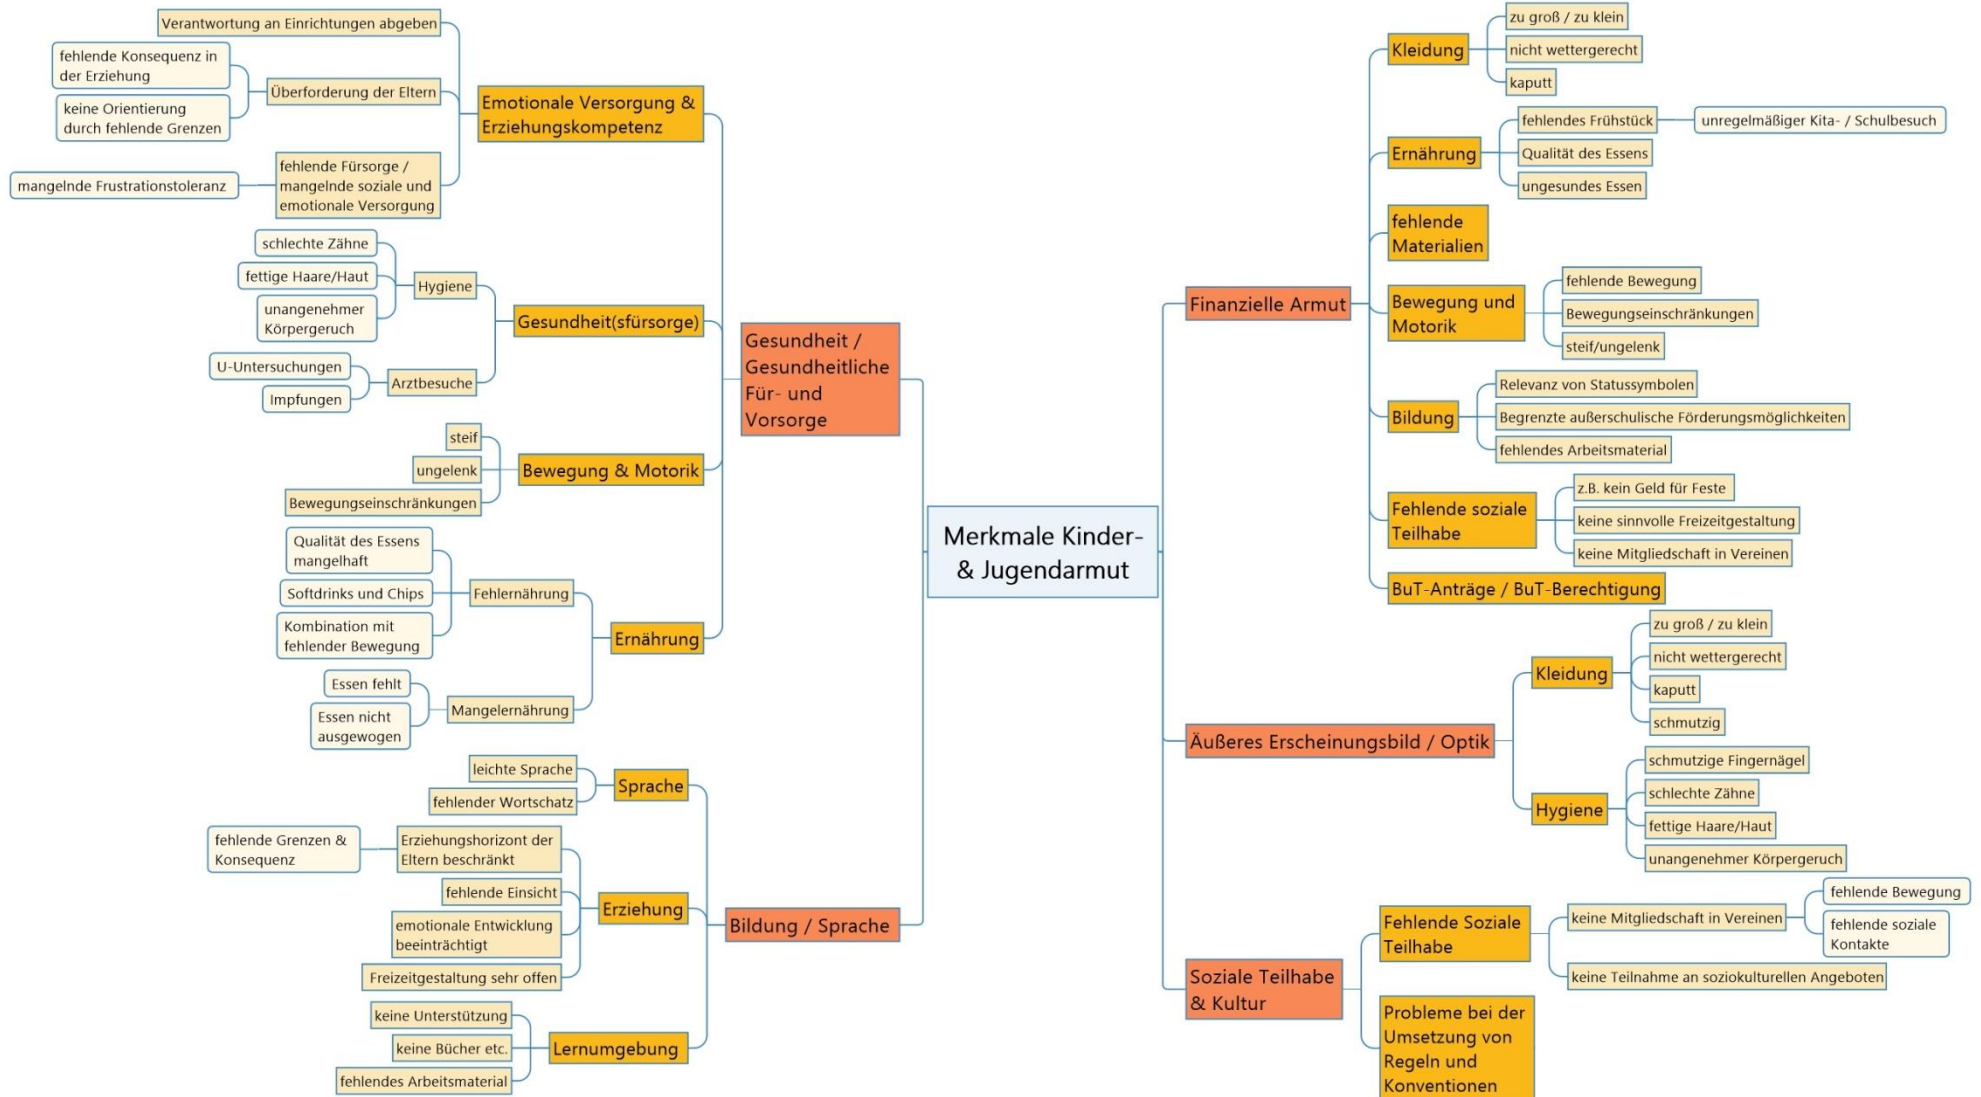 Merkmale Kinder-
& Jugendarmut
Gesundheit /
Gesundheitliche
Für- und
Vorsorge
Emotionale Versorgung &
Erziehungskompetenz
Verantwortung an Einrichtungen abgeben
Überforderung der Eltern
fehlende Konsequenz in
der Erziehung
keine Orientierung
durch fehlende Grenzen
fehlende Fürsorge /
mangelnde soziale und
emotionale Versorgung
mangelnde Frustrationstoleranz
Gesundheit(sfürsorge)
Hygiene
schlechte Zähne
fettige Haare/Haut
unangenehmer
Körpergeruch
Arztbesuche
U-Untersuchungen
Impfungen
Bewegung & Motorik
steif
ungelenk
Bewegungseinschränkungen
Ernährung
Fehlernährung
Qualität des Essens
mangelhaft
Softdrinks und Chips
Kombination mit
fehlender Bewegung
Mangelernährung
Essen fehlt
Essen nicht
ausgewogen
Bildung / Sprache
Sprache
leichte Sprache
fehlender Wortschatz
Erziehung
Erziehungshorizont der
Eltern beschränkt
fehlende Grenzen &
Konsequenz
fehlende Einsicht
emotionale Entwicklung
beeinträchtigt
Freizeitgestaltung sehr offen
Lernumgebung
keine Unterstützung
keine Bücher etc.
fehlendes Arbeitsmaterial
Finanzielle Armut
Kleidung
zu groß / zu klein
nicht wettergerecht
kaputt
Ernährung
fehlendes Frühstück
unregelmäßiger Kita- / Schulbesuch
Qualität des Essens
ungesundes Essen
fehlende
Materialien
Bewegung und
Motorik
fehlende Bewegung
Bewegungseinschränkungen
steif/ungelenk
Bildung
Relevanz von Statussymbolen
Begrenzte außerschulische Förderungsmöglichkeiten
fehlendes Arbeitsmaterial
Fehlende soziale
Teilhabe
z.B. kein Geld für Feste
keine sinnvolle Freizeitgestaltung
keine Mitgliedschaft in Vereinen
BuT-Anträge / BuT-Berechtigung
Äußeres Erscheinungsbild / Optik
Kleidung
zu groß / zu klein
nicht wettergerecht
kaputt
schmutzig
Hygiene
schmutzige Fingernägel
schlechte Zähne
fettige Haare/Haut
unangenehmer Körpergeruch
Soziale Teilhabe
& Kultur
Fehlende Soziale
Teilhabe
keine Mitgliedschaft in Vereinen
fehlende Bewegung
fehlende soziale
Kontakte
keine Teilnahme an soziokulturellen Angeboten
Probleme bei der
Umsetzung von
Regeln und
Konventionen